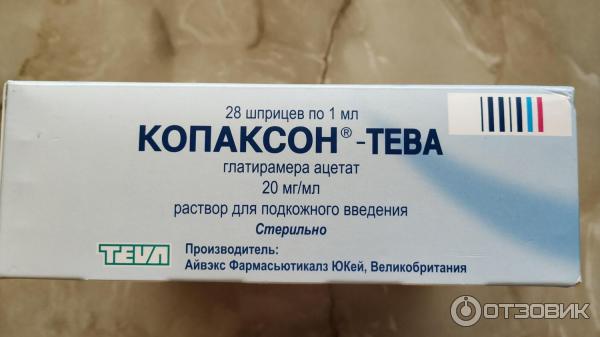 28 шприцев по 1 мл
КОПАКСОН®-ТЕВА
глатирамера ацетат
20 мг/мл
раствор для подкожного введения
Стерильно
TEVA
Производитель:
Айвэкс Фармасьютикалз ЮКей, Великобритания
ОТЗОВИК